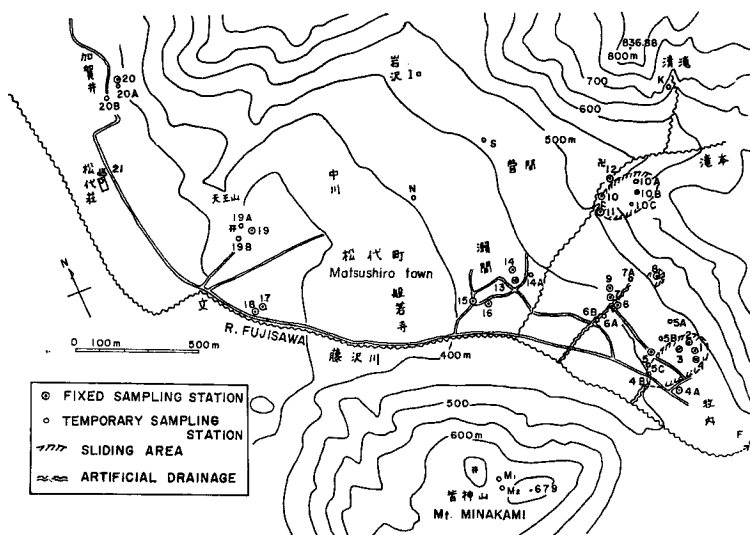 836.88
800m
清滝
K
700
600
加賀井
20
20A
20B
岩沢 I
500m
滝本
S
菅間
卍
12
10A
10
10B
10C
11
松代荘
21
天王山
中川
N
19A
19
19B
松代町
Matsushiro town
瀬関
14
14A
13
般若寺
15
16
9
7A
8
7
6
6B
6A
5A
5B
2
1
3
5
5C
4
4B
4A
牧内
F
N
0 100m 500m
18
17
R. FUJISAWA
藤沢川
400m
500
600m
M1
M2
·679
皆神山
Mt. MINAKAMI
FIXED SAMPLING STATION
TEMPORARY SAMPLING
STATION
SLIDING AREA
ARTIFICIAL DRAINAGE